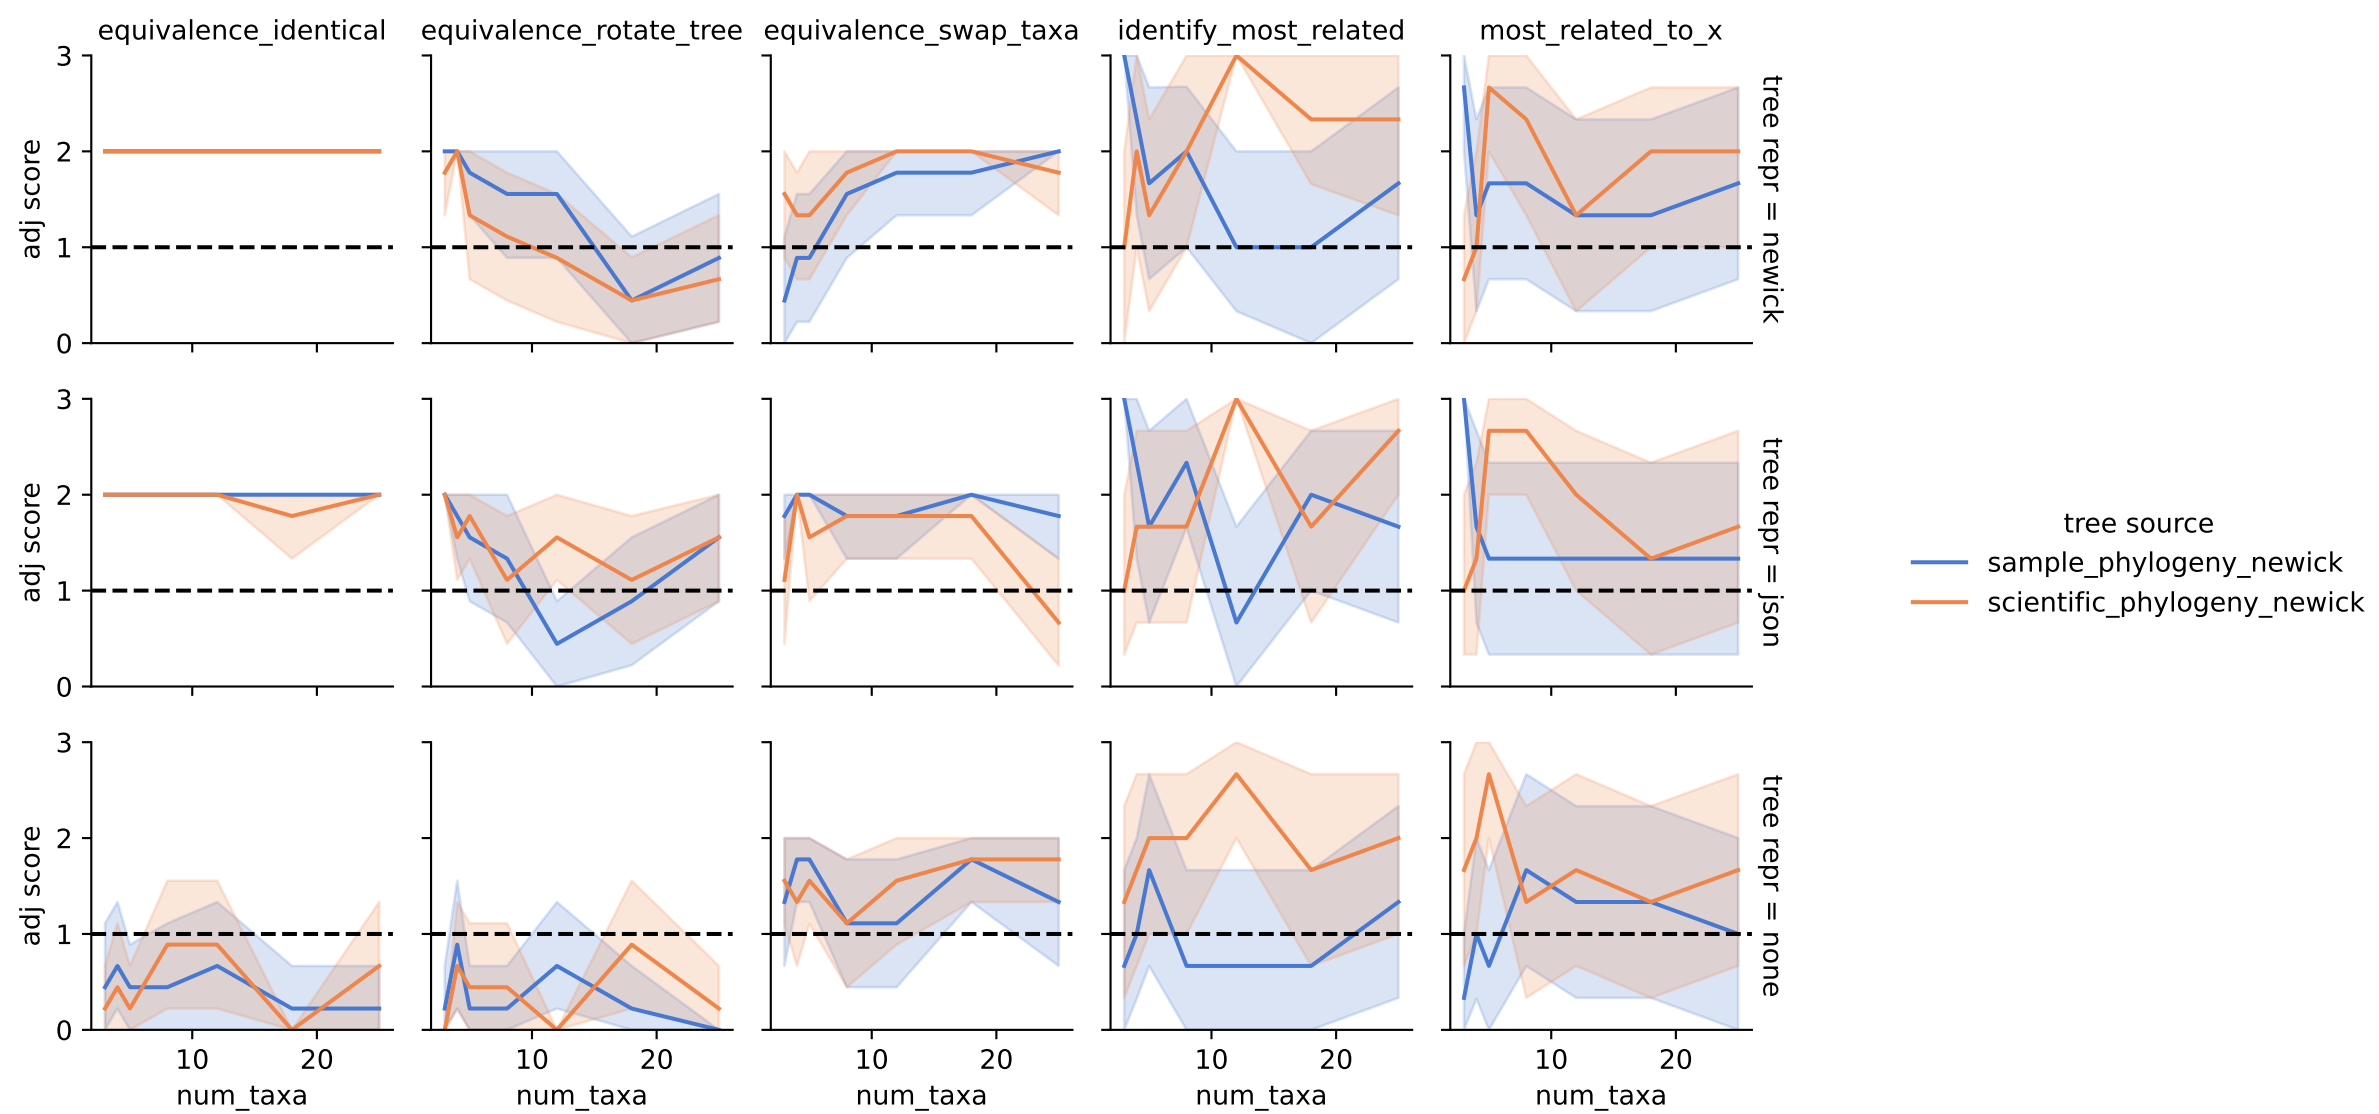 equivalence_identical equivalence_rotate_tree equivalence_swap_taxa identify_most_related most_related_to_x
3
2
1
0
adj score
tree repr = newick
3
2
1
0
adj score
tree repr = json
3
2
1
0
adj score
tree repr = none
10 20 10 20 10 20 10 20 10 20
num_taxa num_taxa num_taxa num_taxa num_taxa
tree source
sample_phylogeny_newick
scientific_phylogeny_newick